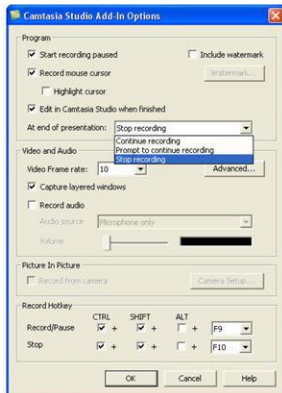 Camtasia Studio Add-In Options
Program
Start recording paused
Include watermark
Record mouse cursor
Watermark...
Highlight cursor
Edit in Camtasia Studio when finished
At end of presentation: Stop recording
Continue recording
Prompt to continue recording
Stop recording
Video and Audio
Video Frame rate: 10
Advanced...
Capture layered windows
Record audio
Audio source Microphone only
Volume
Picture In Picture
Record from camera
Camera Setup...
Record Hotkey
CTRL SHIFT ALT
Record/Pause + + + F9
Stop + + + F10
OK Cancel Help